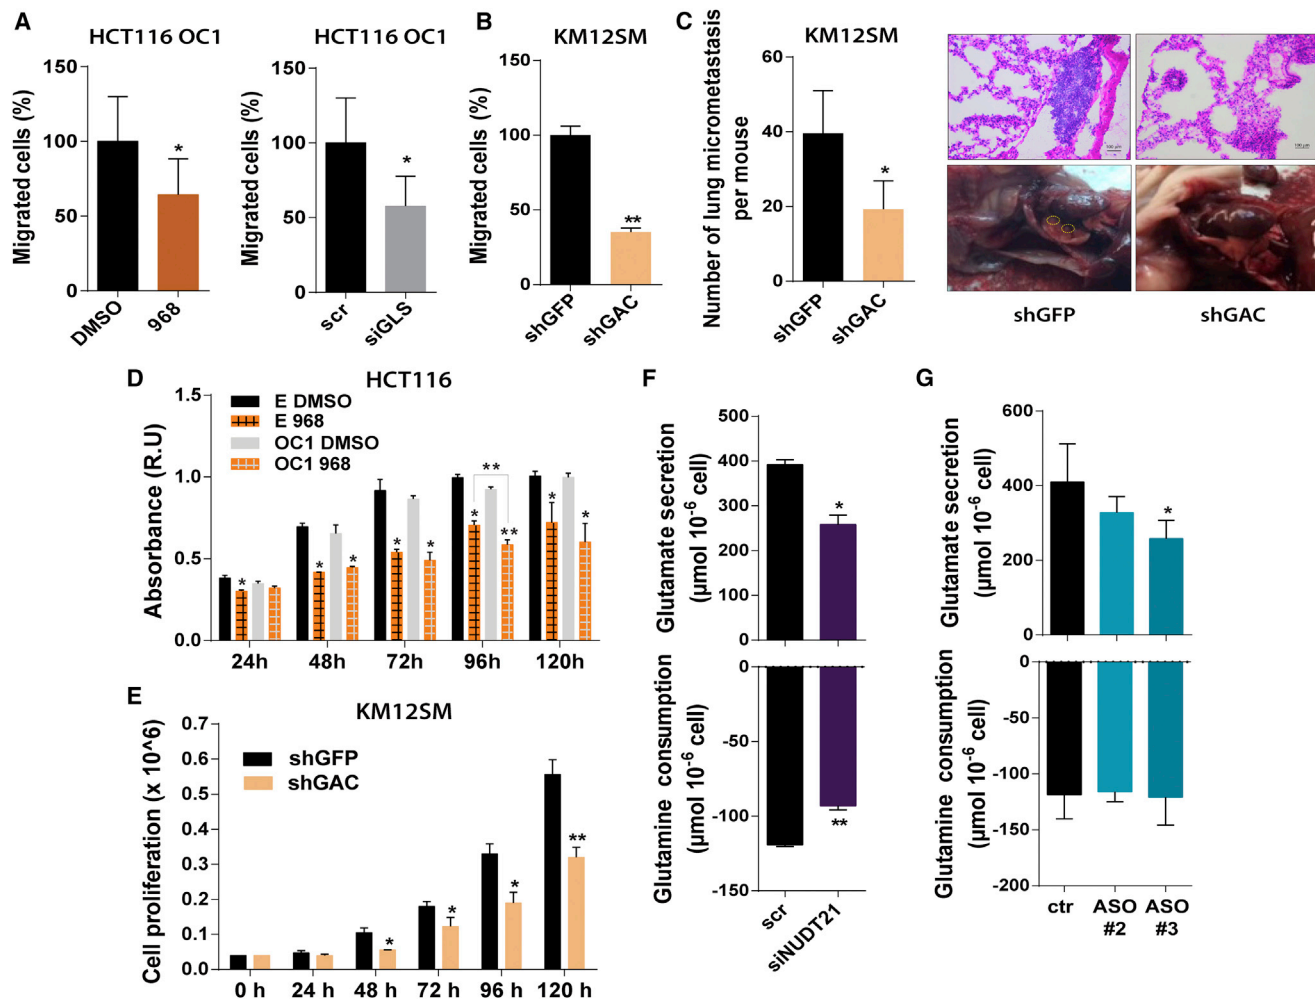 A
HCT116 OC1
Migrated cells (%)
150
100
50
0
*
DMSO
968
HCT116 OC1
Migrated cells (%)
150
100
50
0
*
scr
siGLS
B
KM12SM
Migrated cells (%)
150
100
50
0
**
shGFP
shGAC
C
KM12SM
Number of lung micrometastasis
per mouse
60
40
20
0
*
shGFP
shGAC
100 µm
100 µm
shGFP
shGAC
D
HCT116
E DMSO
E 968
OC1 DMSO
OC1 968
Absorbance (R.U)
1.5
1.0
0.5
0.0
*
*
*
*
*
*
**
**
*
*
24h
48h
72h
96h
120h
E
KM12SM
shGFP
shGAC
Cell proliferation (x 10^6)
0.7
0.6
0.5
0.4
0.3
0.2
0.1
0.0
*
*
*
**
0 h
24 h
48 h
72 h
96 h
120 h
F
Glutamate secretion
(µmol 10-6 cell)
500
400
300
200
100
0
*
Glutamine consumption
(µmol 10-6 cell)
0
-50
-100
-150
**
scr
siNUDT21
G
Glutamate secretion
(µmol 10-6 cell)
600
400
200
0
*
Glutamine consumption
(µmol 10-6 cell)
0
-50
-100
-150
-200
ctr
ASO
#2
ASO
#3